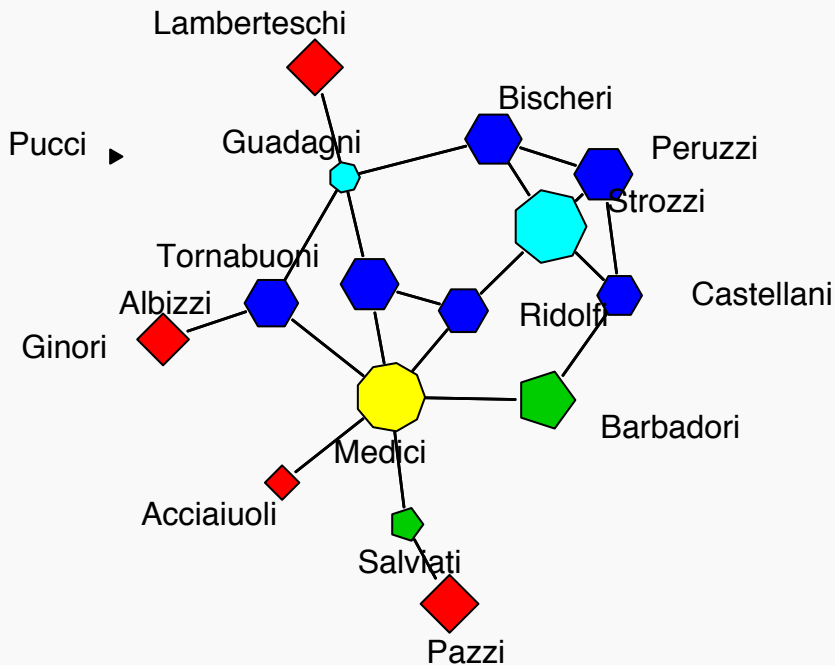 Lamberteschi
Bischeri
Pucci
Guadagni
Peruzzi
Strozzi
Tornabuoni
Albizzi
Castellani
Ridolfi
Ginori
Barbadori
Medici
Acciaiuoli
Salviati
Pazzi